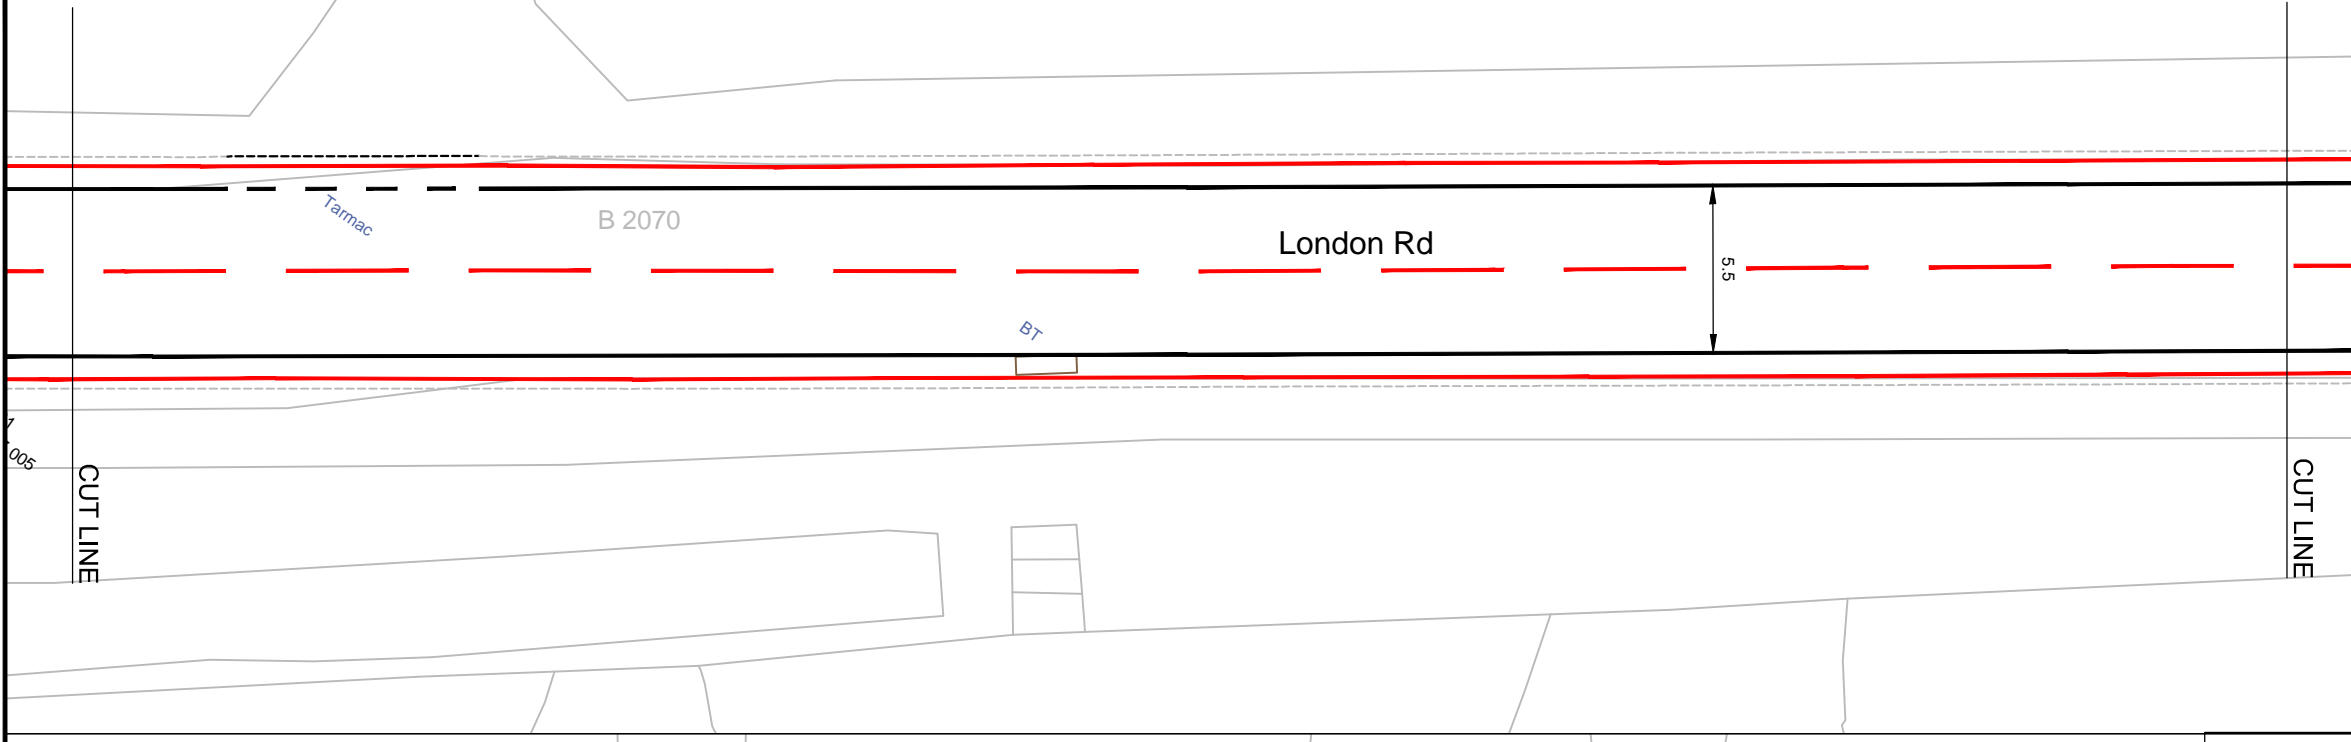 Tarmac
B 2070
London Rd
5.5
BT
005
CUT LINE
CUT LINE